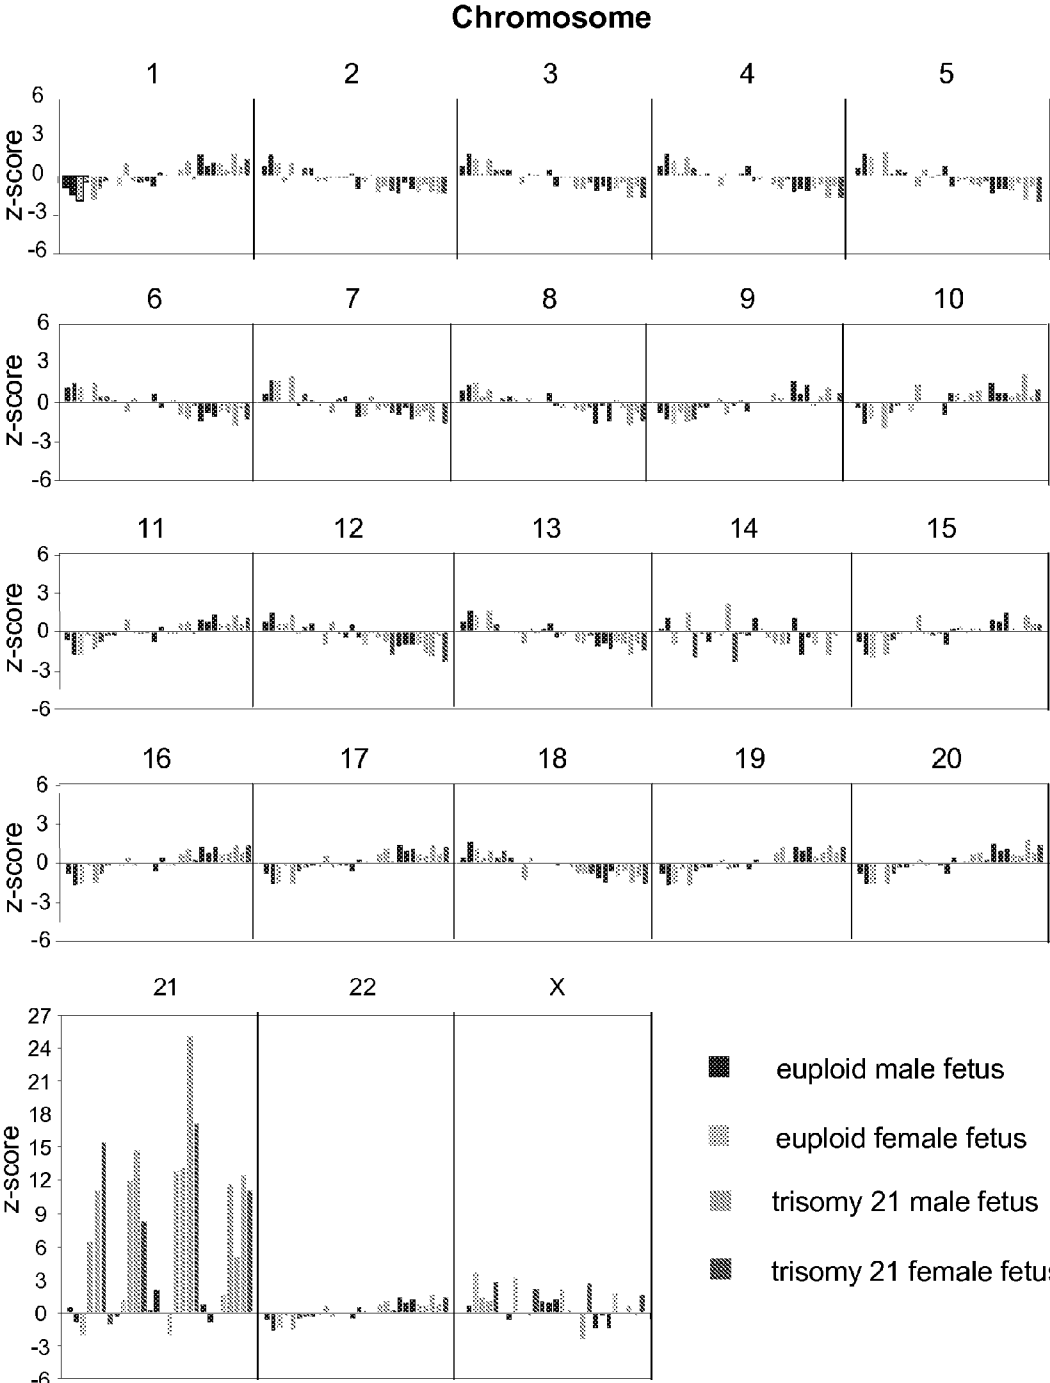 Chromosome
1 2 3 4 5
6
3
0
-3
-6
z-score
6 7 8 9 10
6
3
0
-3
-6
z-score
11 12 13 14 15
6
3
0
-3
-6
z-score
16 17 18 19 20
6
3
0
-3
-6
z-score
21 22 X
27
24
21
18
15
12
9
6
3
0
-3
-6
z-score
euploid male fetus
euploid female fetus
trisomy 21 male fetus
trisomy 21 female fetus